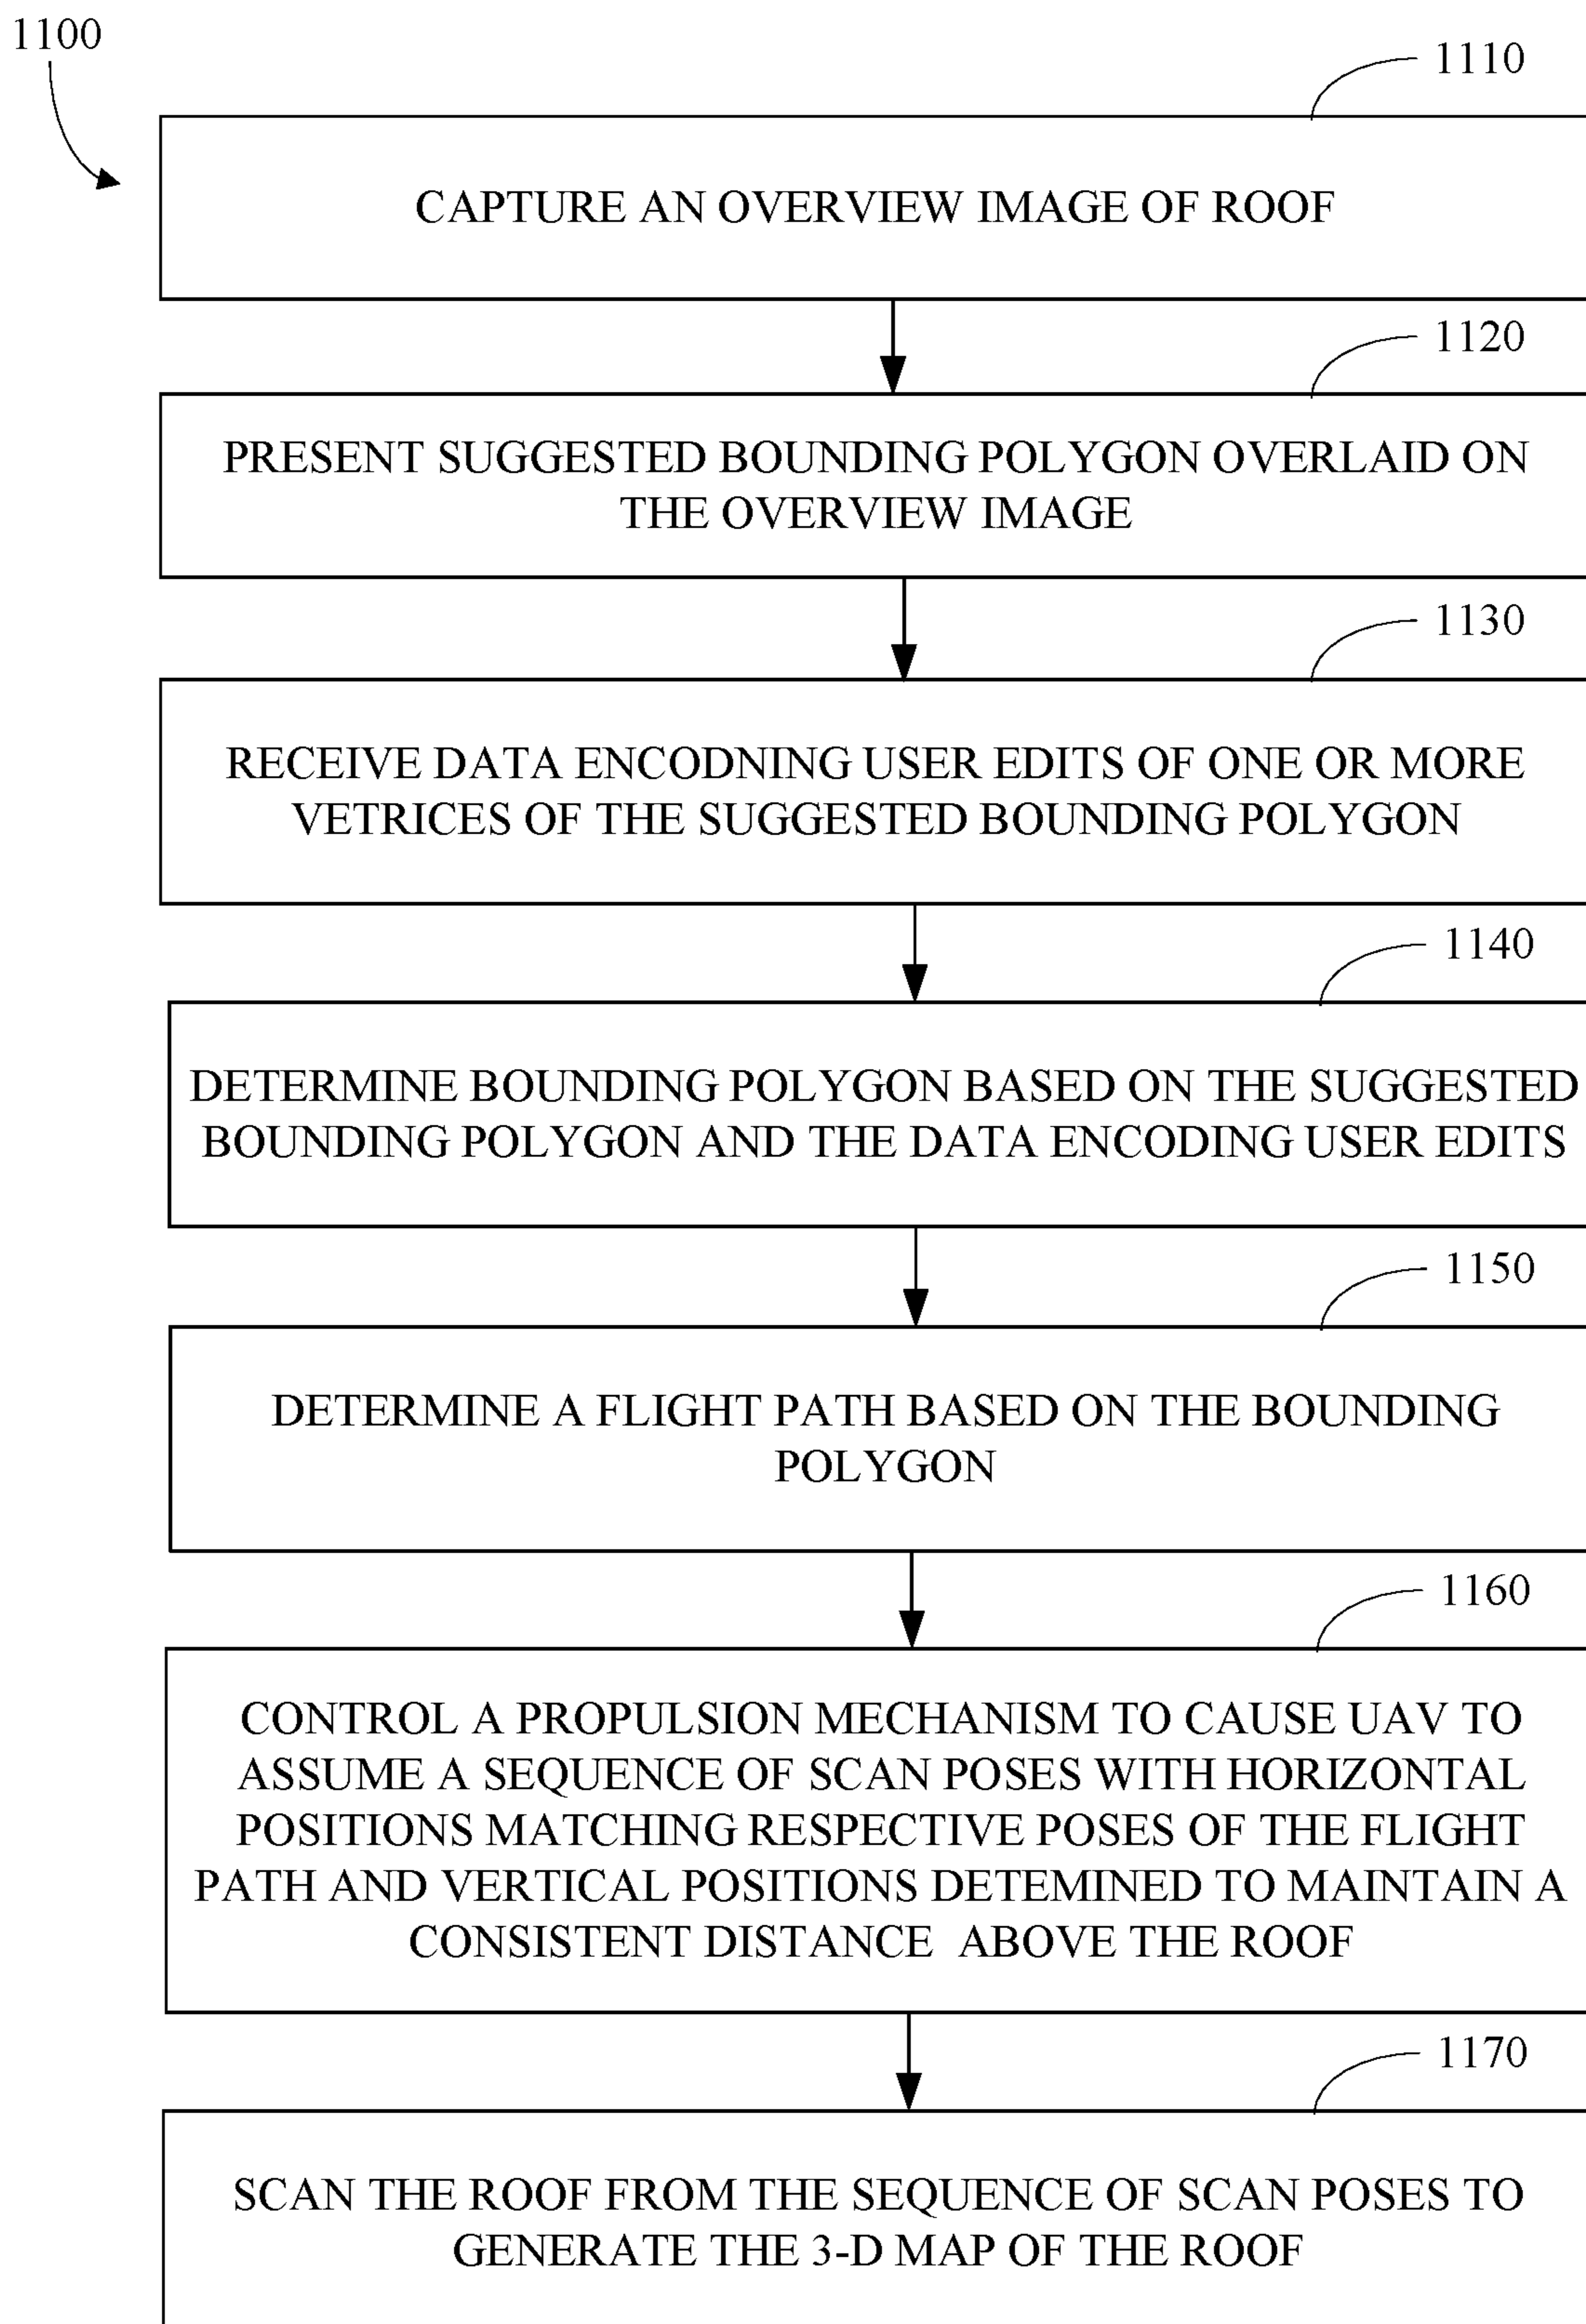 1100
1110
CAPTURE AN OVERVIEW IMAGE OF ROOF
1120
PRESENT SUGGESTED BOUNDING POLYGON OVERLAID ON
THE OVERVIEW IMAGE
1130
RECEIVE DATA ENCODNING USER EDITS OF ONE OR MORE
VETRICES OF THE SUGGESTED BOUNDING POLYGON
1140
DETERMINE BOUNDING POLYGON BASED ON THE SUGGESTED
BOUNDING POLYGON AND THE DATA ENCODING USER EDITS
1150
DETERMINE A FLIGHT PATH BASED ON THE BOUNDING
POLYGON
1160
CONTROL A PROPULSION MECHANISM TO CAUSE UAV TO
ASSUME A SEQUENCE OF SCAN POSES WITH HORIZONTAL
POSITIONS MATCHING RESPECTIVE POSES OF THE FLIGHT
PATH AND VERTICAL POSITIONS DETEMINED TO MAINTAIN A
CONSISTENT DISTANCE ABOVE THE ROOF
1170
SCAN THE ROOF FROM THE SEQUENCE OF SCAN POSES TO
GENERATE THE 3-D MAP OF THE ROOF